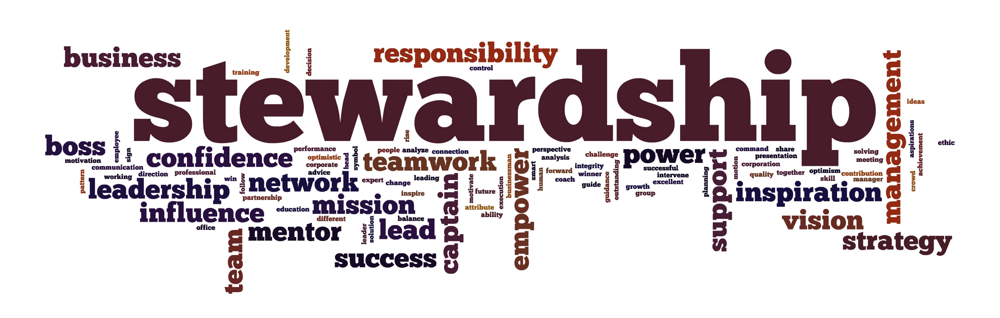 business
training
development
decision
responsibility
control
stewardship
management
ideas
aspirations
achievement
ethic
crowd
boss
motivation
employee
sign
confidence
communication
direction
professional
working
pattern
leadership
win
follow
influence
office
team
performance
optimistic
corporate
advice
head
symbol
network
partnership
education
mission
different
mentor
leader
solution
balance
lead
success
rise
people
analyze
connection
teamwork
expert
change
leading
inspire
captain
motivate
future
execution
attribute
ability
businessman
empower
perspective
analysis
smart
human
forward
coach
integrity
winner
guide
challenge
guidance
outstanding
power
successful
intervene
excellent
growth
group
planning
support
motion
command
share
presentation
corporation
quality
together
optimism
skill
contribution
manager
solving
meeting
inspiration
vision
strategy